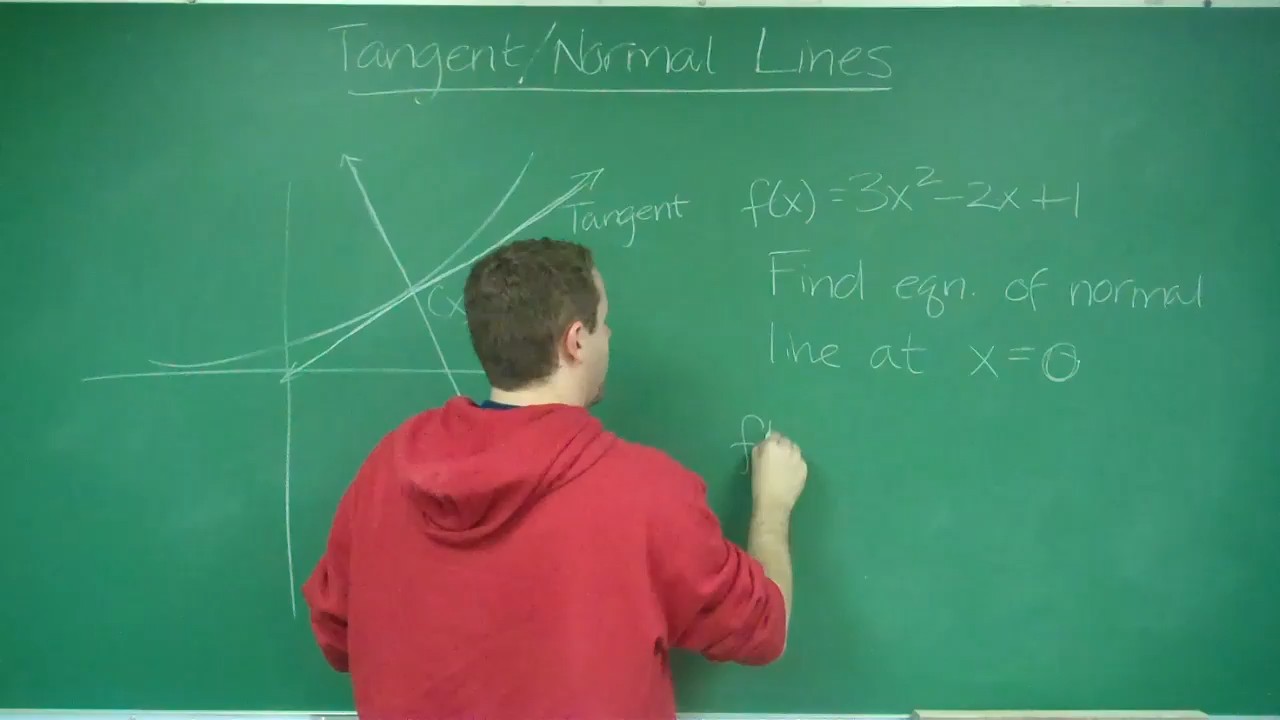 Tangent/Normal Lines
Tangent
(x
f(x) = 3x² - 2x + 1
Find eqn. of normal
line at x = 0
f'